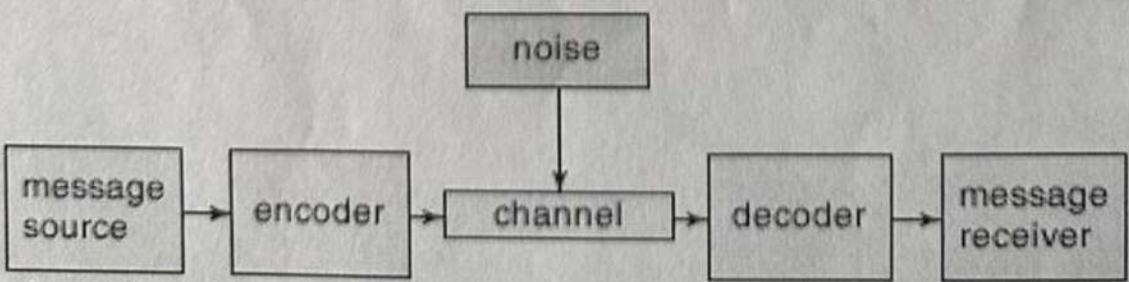 noise
message
source
encoder
channel
decoder
message
receiver